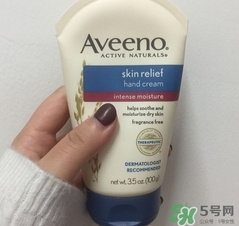 Aveeno®
ACTIVE NATURALS®
skin relief
hand cream
intense moisture
helps soothe and
moisturize dry skin
fragrance free
DERMATOLOGIST
RECOMMENDED
net wt. 3.5 oz. (100g)
5号网